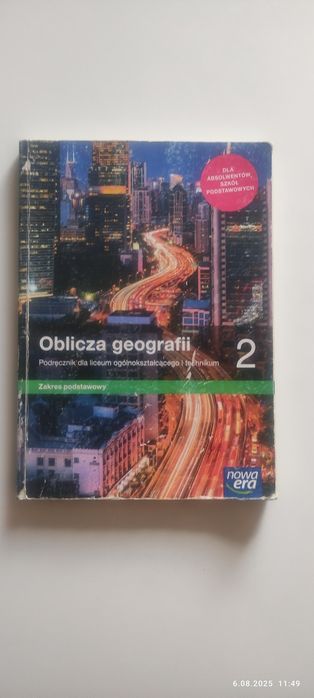 DLA
ABSOLWENTÓW
SZKÓŁ
PODSTAWOWYCH
Oblicza geografii 2
Podręcznik dla liceum ogólnokształcącego i technikum
Zakres podstawowy
nowa
era
6.08.2025 11:49